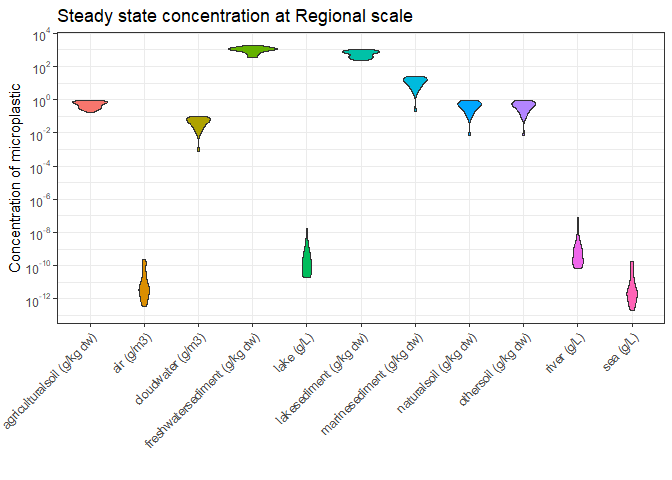 Steady state concentration at Regional scale
Concentration of microplastic
10^4
10^2
10^0
10^-2
10^-4
10^-6
10^-8
10^-10
10^-12
agriculturalsoil (g/kg dw)
air (g/m3)
cloudwater (g/m3)
freshwatersediment (g/kg dw)
lake (g/L)
lakesediment (g/kg dw)
marinesediment (g/kg dw)
naturalsoil (g/kg dw)
othersoil (g/kg dw)
river (g/L)
sea (g/L)